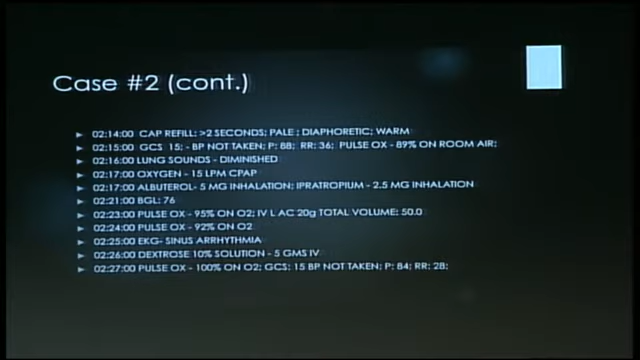 Case #2 (cont.)
02:14:00 CAP REFILL: >2 SECONDS; PALE ; DIAPHORETIC; WARM
02:15:00 GCS 15; - BP NOT TAKEN; P: 88; RR: 36; PULSE OX - 89% ON ROOM AIR;
02:16:00 LUNG SOUNDS - DIMINISHED
02:17:00 OXYGEN - 15 LPM CPAP
02:17:00 ALBUTEROL- 5 MG INHALATION; IPRATROPIUM - 2.5 MG INHALATION
02:21:00 BGL: 76
02:23:00 PULSE OX - 95% ON O2; IV L AC 20g TOTAL VOLUME: 50.0
02:24:00 PULSE OX - 92% ON O2
02:25:00 EKG- SINUS ARRHYTHMIA
02:26:00 DEXTROSE 10% SOLUTION - 5 GMS IV
02:27:00 PULSE OX - 100% ON O2; GCS: 15 BP NOT TAKEN; P: 84; RR: 28;